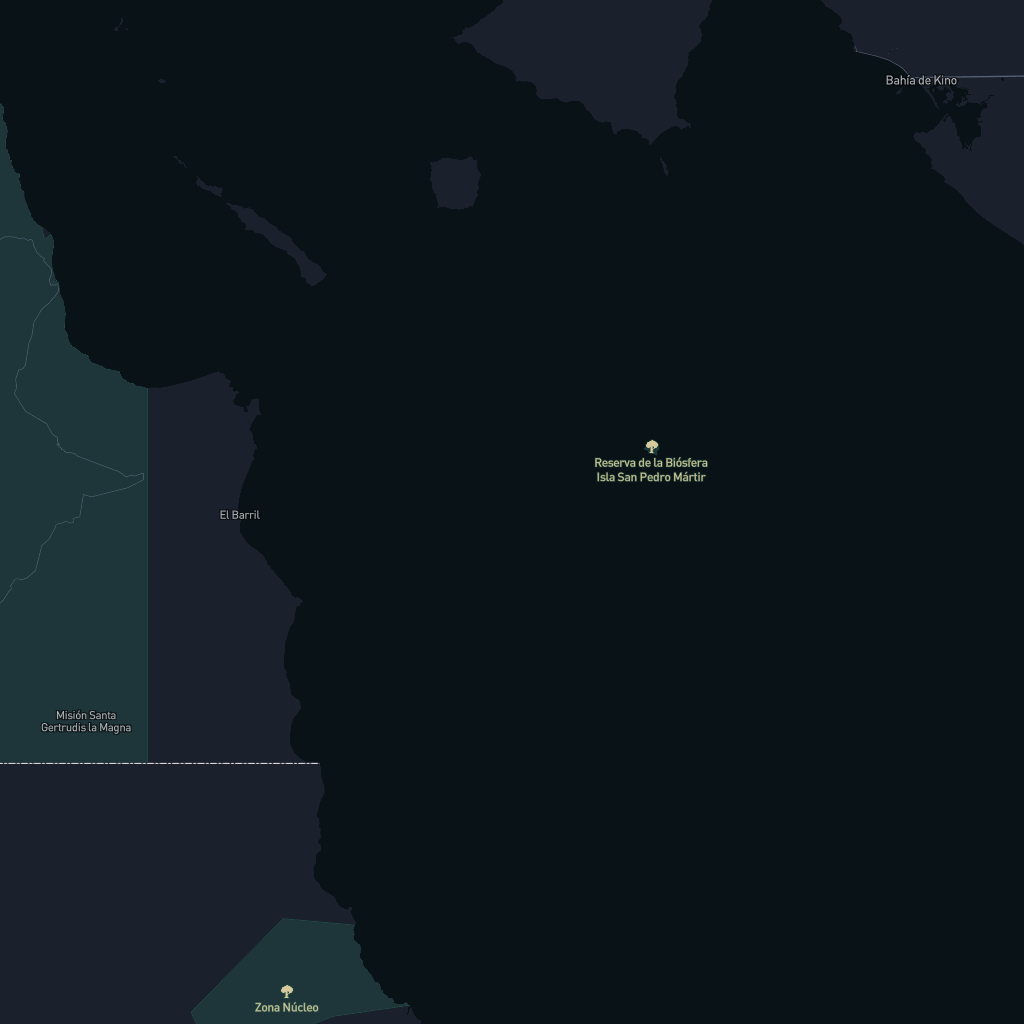 Bahía de Kino
Reserva de la Biósfera
Isla San Pedro Mártir
El Barril
Misión Santa
Gertrudis la Magna
Zona Núcleo